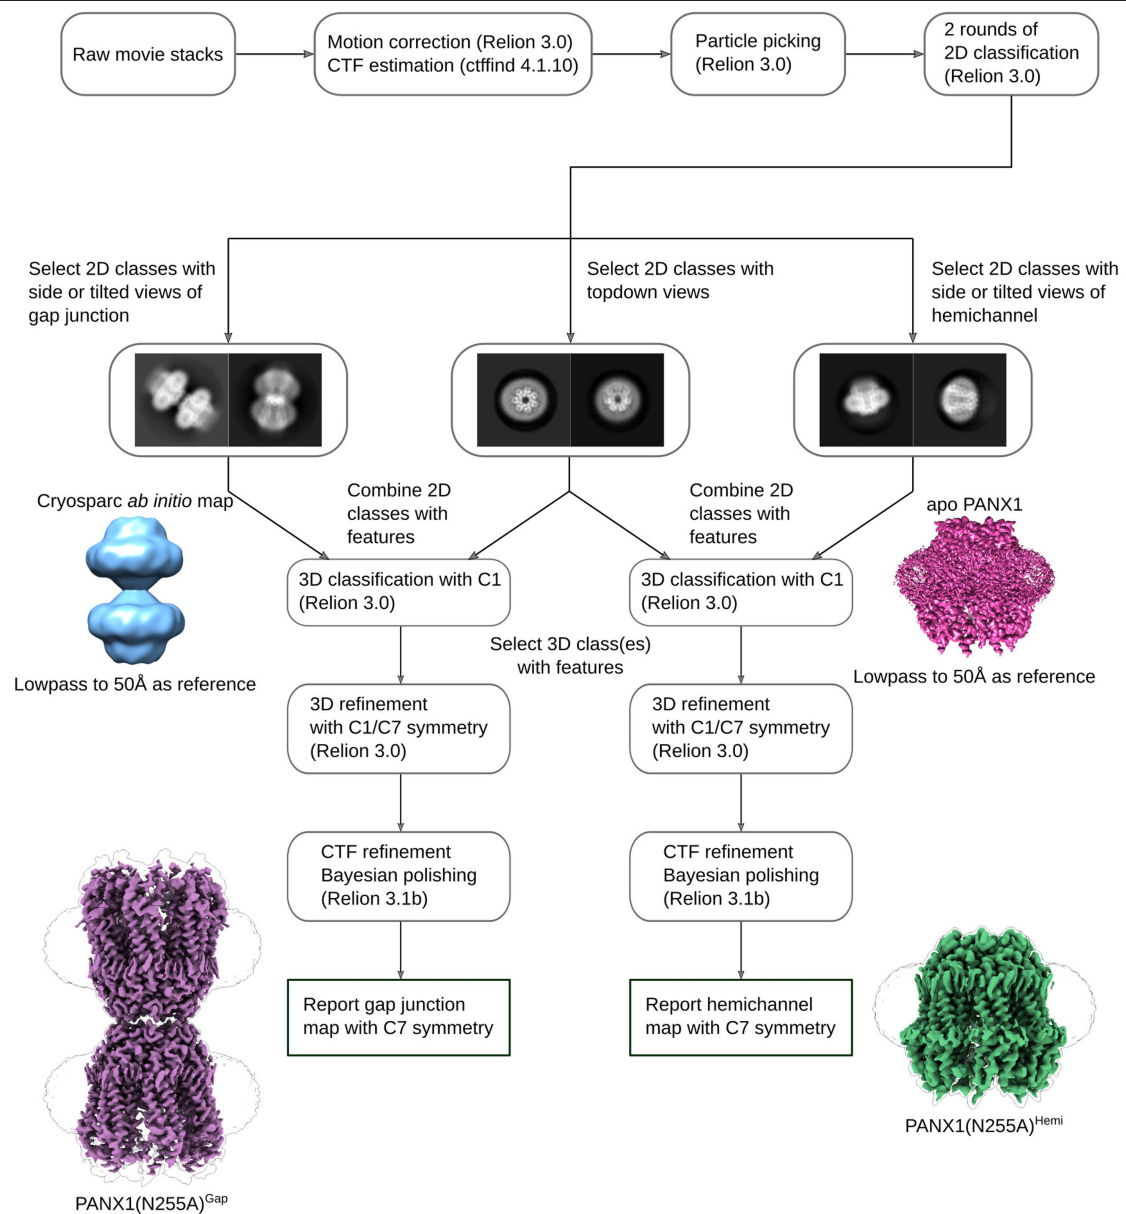 Raw movie stacks
Motion correction (Relion 3.0)
CTF estimation (ctffind 4.1.10)
Particle picking
(Relion 3.0)
2 rounds of
2D classification
(Relion 3.0)
Select 2D classes with
side or tilted views of
gap junction
Select 2D classes with
topdown views
Select 2D classes with
side or tilted views of
hemichannel
Cryosparc ab initio map
Combine 2D
classes with
features
Combine 2D
classes with
features
apo PANX1
3D classification with C1
(Relion 3.0)
3D classification with C1
(Relion 3.0)
Lowpass to 50Å as reference
Select 3D class(es)
with features
Lowpass to 50Å as reference
3D refinement
with C1/C7 symmetry
(Relion 3.0)
3D refinement
with C1/C7 symmetry
(Relion 3.0)
CTF refinement
Bayesian polishing
(Relion 3.1b)
CTF refinement
Bayesian polishing
(Relion 3.1b)
Report gap junction
map with C7 symmetry
Report hemichannel
map with C7 symmetry
PANX1(N255A)Gap
PANX1(N255A)Hemi